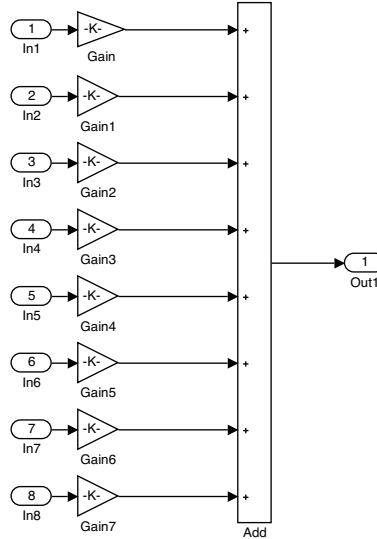 1 -K- +
In1 Gain
2 -K- +
In2 Gain1
3 -K- +
In3 Gain2
4 -K- +
In4 Gain3
1
Out1
5 -K- +
In5 Gain4
6 -K- +
In6 Gain5
7 -K- +
In7 Gain6
8 -K- +
In8 Gain7
Add